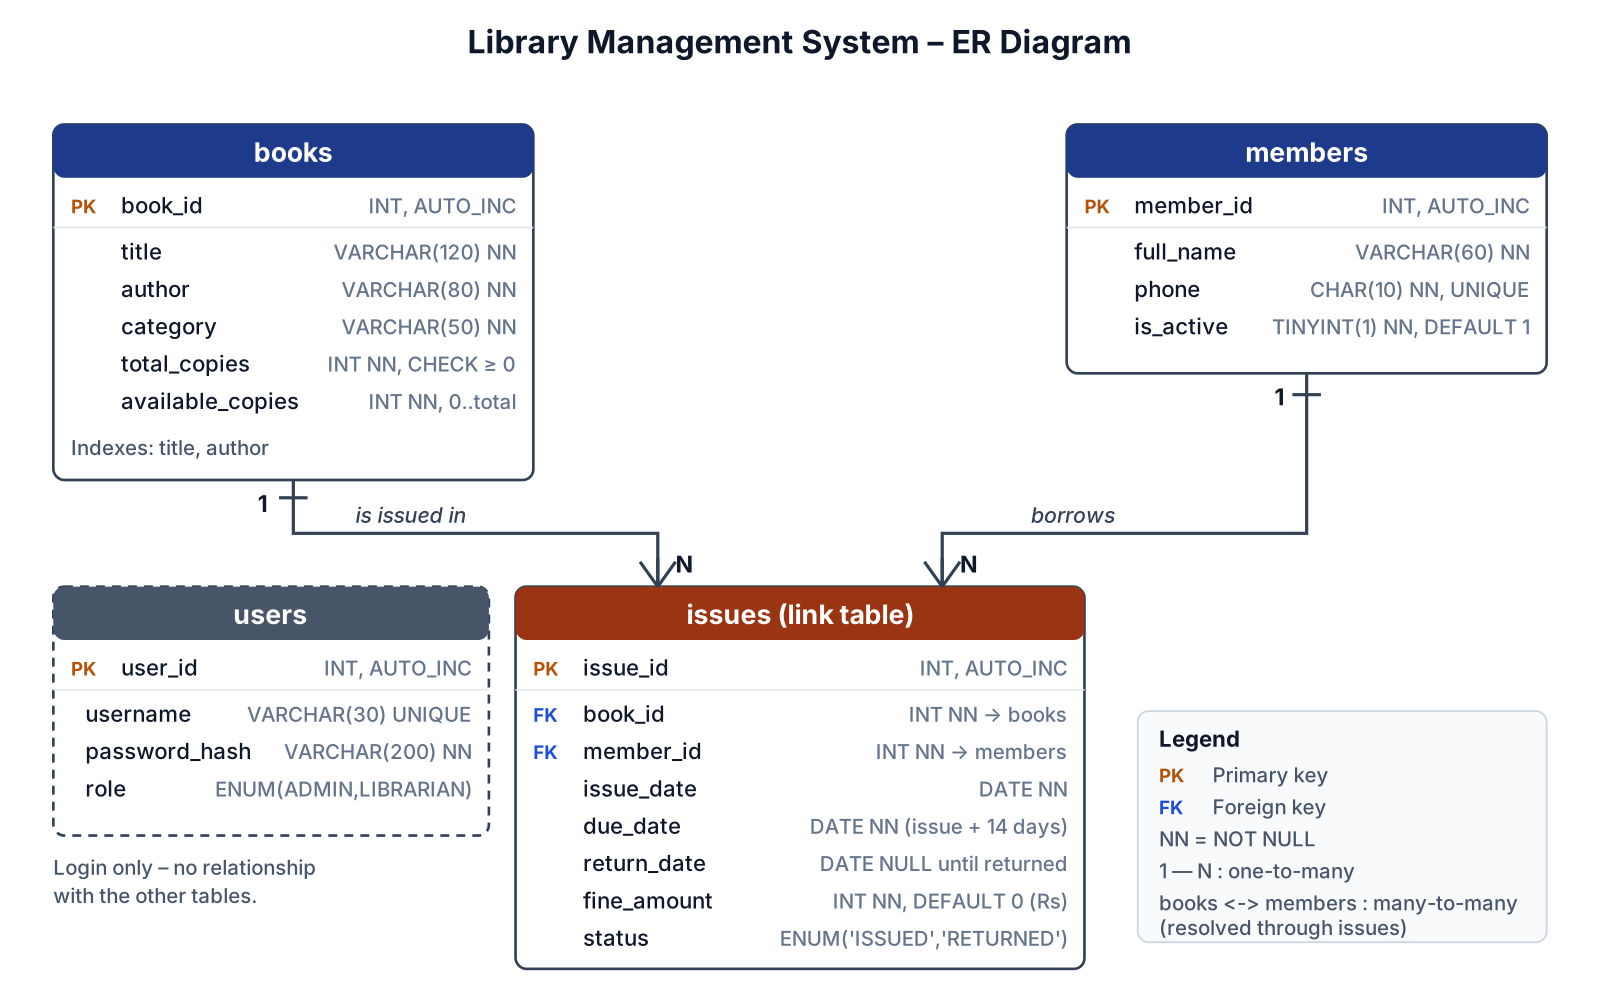 Library Management System – ER Diagram
books
PK book_id INT, AUTO_INC
title VARCHAR(120) NN
author VARCHAR(80) NN
category VARCHAR(50) NN
total_copies INT NN, CHECK ≥ 0
available_copies INT NN, 0..total
Indexes: title, author
members
PK member_id INT, AUTO_INC
full_name VARCHAR(60) NN
phone CHAR(10) NN, UNIQUE
is_active TINYINT(1) NN, DEFAULT 1
1
1
is issued in
borrows
N
N
users
PK user_id INT, AUTO_INC
username VARCHAR(30) UNIQUE
password_hash VARCHAR(200) NN
role ENUM(ADMIN,LIBRARIAN)
Login only – no relationship
with the other tables.
issues (link table)
PK issue_id INT, AUTO_INC
FK book_id INT NN → books
FK member_id INT NN → members
issue_date DATE NN
due_date DATE NN (issue + 14 days)
return_date DATE NULL until returned
fine_amount INT NN, DEFAULT 0 (Rs)
status ENUM('ISSUED','RETURNED')
Legend
PK Primary key
FK Foreign key
NN = NOT NULL
1 — N : one-to-many
books <-> members : many-to-many
(resolved through issues)